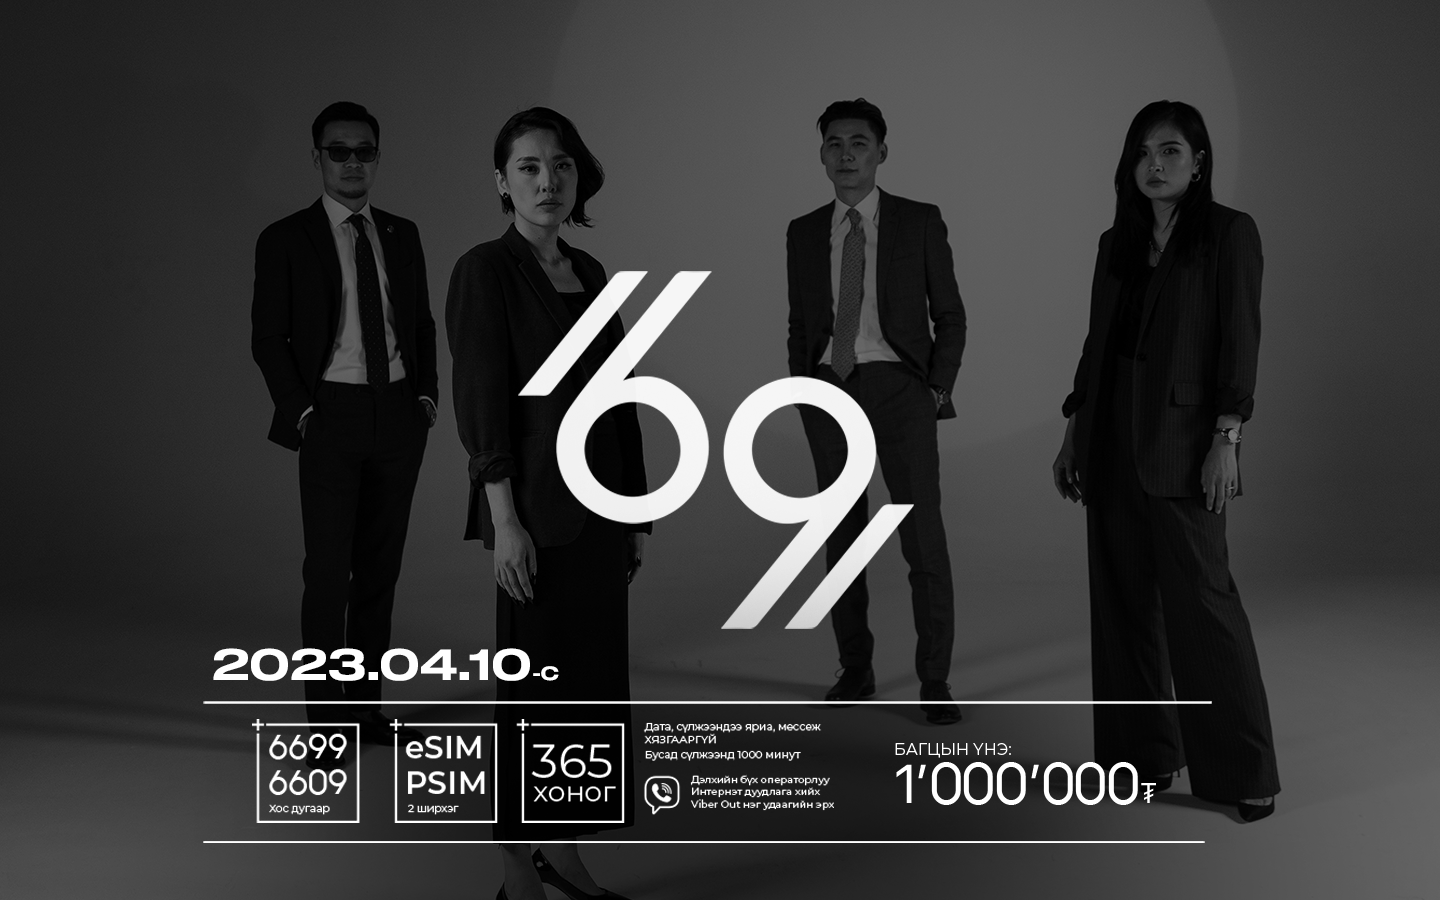 69
2023.04.10-с
6699
6609
Хос дугаар
eSIM
PSIM
2 ширхэг
365
ХОНОГ
Дата, сүлжээндээ яриа, мессеж
ХЯЗГААРГҮЙ
Бусад сүлжээнд 1000 минут
Дэлхийн бүх операторлуу
Интернэт дуудлага хийх
Viber Out нэг удаагийн эрх
БАГЦЫН ҮНЭ:
1'000'000₮